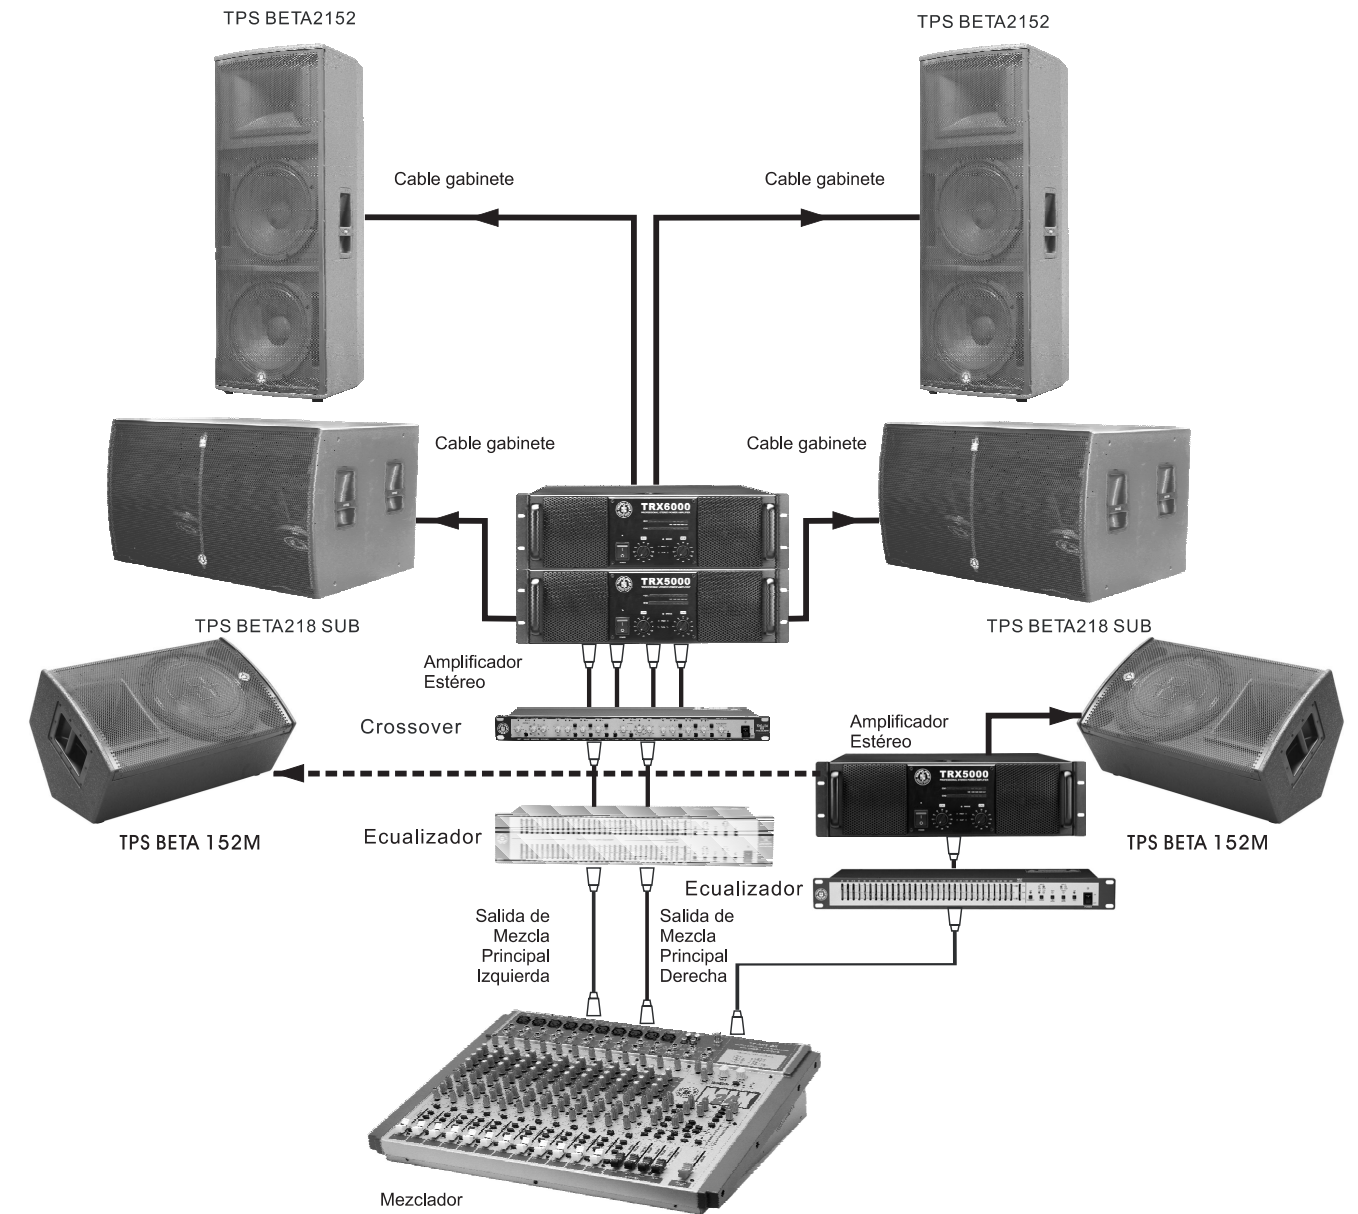 TPS BETA2152
TPS BETA2152
Cable gabinete
Cable gabinete
Cable gabinete
Cable gabinete
TRX6000
TRX5000
TPS BETA218 SUB
TPS BETA218 SUB
Amplificador
Estéreo
Crossover
Amplificador
Estéreo
TRX5000
TPS BETA 152M
Ecualizador
TPS BETA 152M
Ecualizador
Salida de
Mezcla
Principal
Izquierda
Salida de
Mezcla
Principal
Derecha
Mezclador